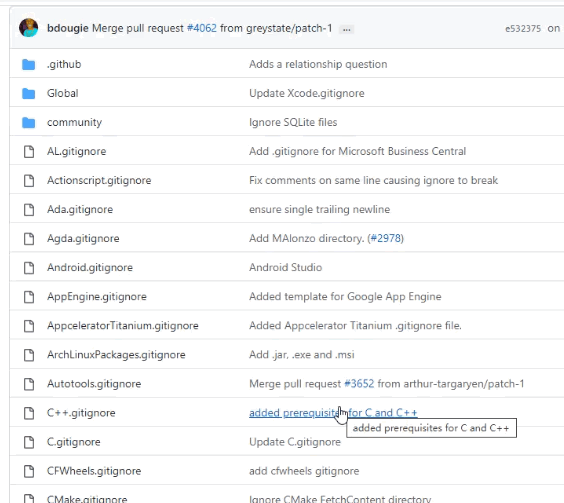 bdougie Merge pull request #4062 from greystate/patch-1 ... e532375 on
.github Adds a relationship question
Global Update Xcode.gitignore
community Ignore SQLite files
AL.gitignore Add .gitignore for Microsoft Business Central
Actionscript.gitignore Fix comments on same line causing ignore to break
Ada.gitignore ensure single trailing newline
Agda.gitignore Add MAlonzo directory. (#2978)
Android.gitignore Android Studio
AppEngine.gitignore Added template for Google App Engine
AppceleratorTitanium.gitignore Added Appcelerator Titanium .gitignore file.
ArchLinuxPackages.gitignore Add .jar, .exe and .msi
Autotools.gitignore Merge pull request #3652 from arthur-targaryen/patch-1
C++.gitignore added prerequisites for C and C++
added prerequisites for C and C++
C.gitignore Update C.gitignore
CFWheels.gitignore add cfwheels gitignore
CMake.gitignore Ignore CMake FetchContent directory